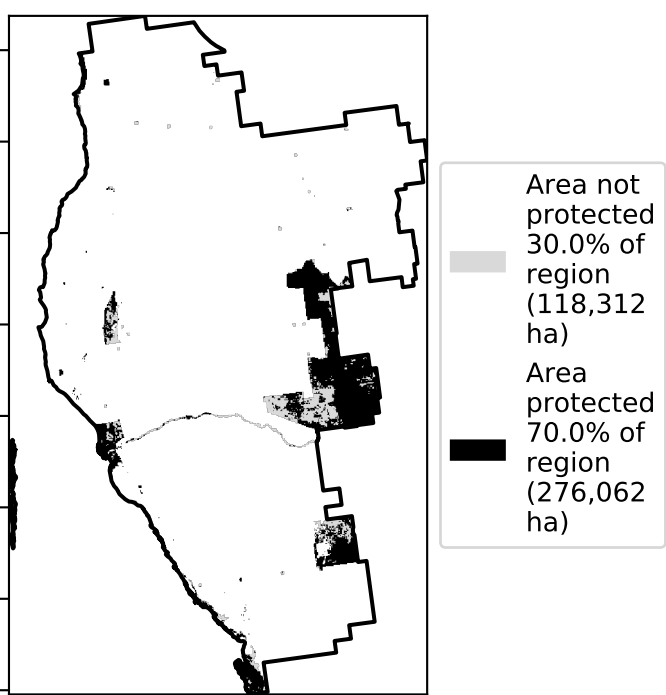 Area not
protected
30.0% of
region
(118,312
ha)
Area
protected
70.0% of
region
(276,062
ha)